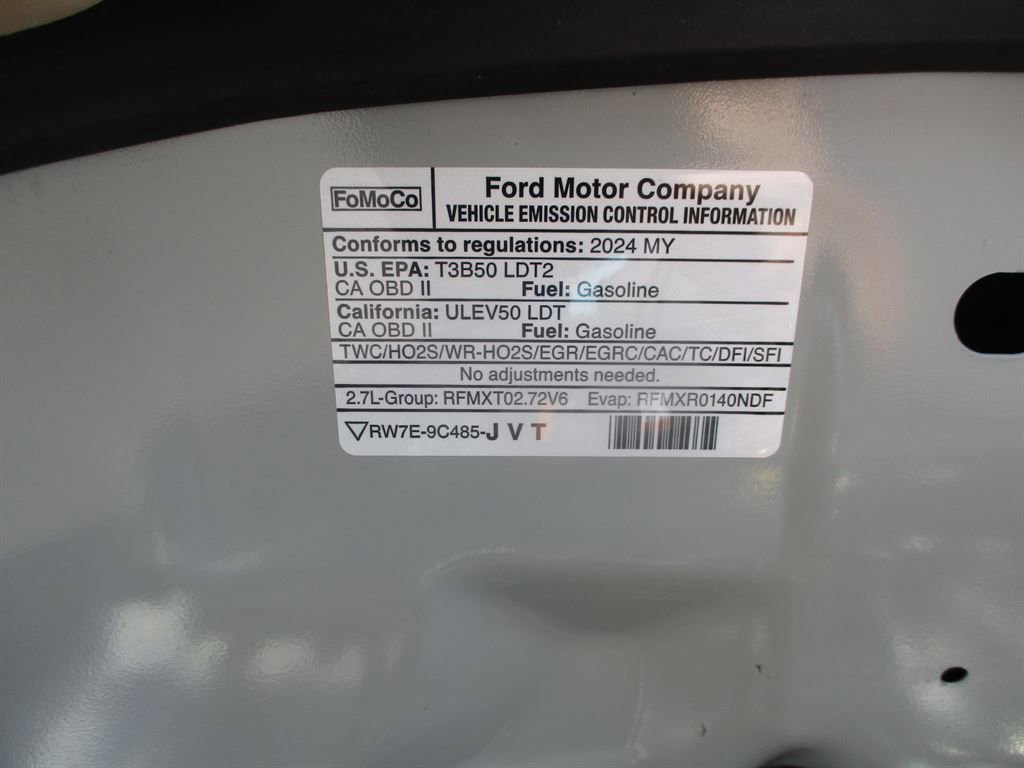 FoMoCo
Ford Motor Company
VEHICLE EMISSION CONTROL INFORMATION
Conforms to regulations: 2024 MY
U.S. EPA: T3B50 LDT2
CA OBD II Fuel: Gasoline
California: ULEV50 LDT
CA OBD II Fuel: Gasoline
TWC/HO2S/WR-HO2S/EGR/EGRC/CAC/TC/DFI/SFI
No adjustments needed.
2.7L-Group: RFMXT02.72V6 Evap: RFMXR0140NDF
RW7E-9C485-J V T